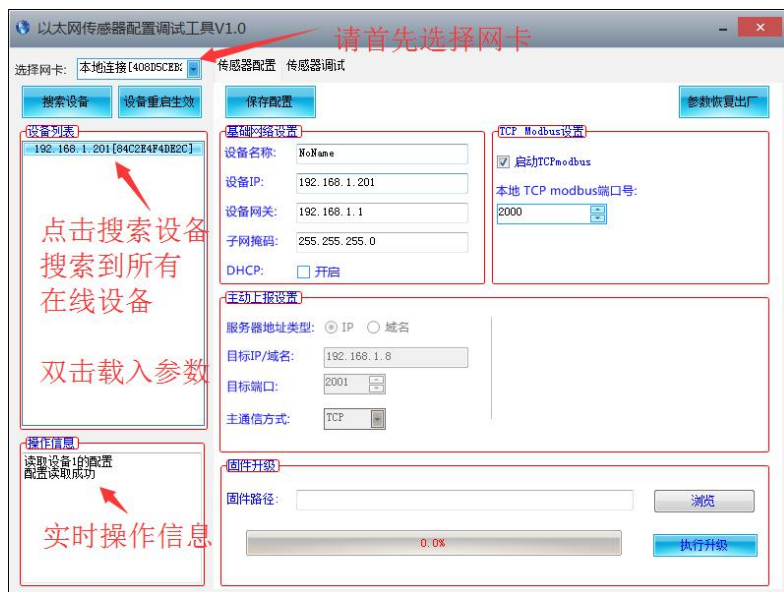 以太网传感器配置调试工具V1.0
请首先选择网卡
选择网卡: 本地连接[408D5CEB:
传感器配置 传感器调试
搜索设备 设备重启生效 保存配置 参数恢复出厂
设备列表
192.168.1.201[84C2E4F4DE2C]
点击搜索设备
搜索到所有
在线设备
双击载入参数
操作信息
读取设备1的配置
配置读取成功
实时操作信息
基础网络设置
设备名称: NoName
设备IP: 192.168.1.201
设备网关: 192.168.1.1
子网掩码: 255.255.255.0
DHCP: 开启
TCP Modbus设置
启动TCPmodbus
本地 TCP modbus端口号:
2000
主动上报设置
服务器地址类型: IP 域名
目标IP/域名: 192.168.1.8
目标端口: 2001
主通信方式: TCP
固件升级
固件路径: 浏览
0.0% 执行升级